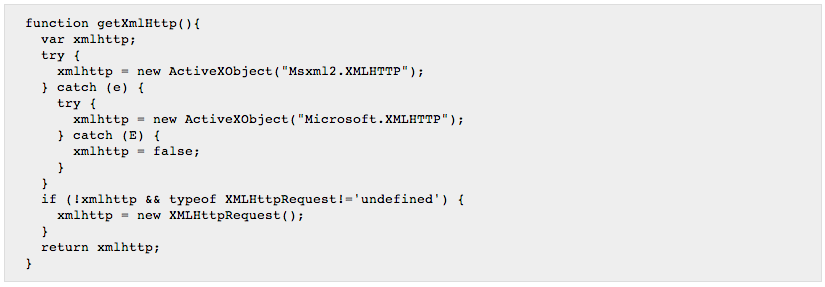 function getXmlHttp(){
  var xmlhttp;
  try {
    xmlhttp = new ActiveXObject("Msxml2.XMLHTTP");
  } catch (e) {
    try {
      xmlhttp = new ActiveXObject("Microsoft.XMLHTTP");
    } catch (E) {
      xmlhttp = false;
    }
  }
  if (!xmlhttp && typeof XMLHttpRequest!='undefined') {
    xmlhttp = new XMLHttpRequest();
  }
  return xmlhttp;
}